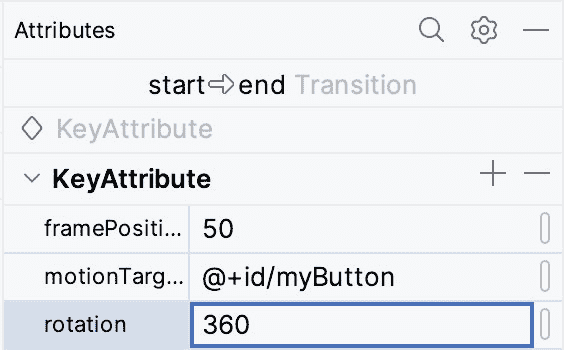 Attributes
start end Transition
KeyAttribute
KeyAttribute
framePositi... 50
motionTarg... @+id/myButton
rotation 360